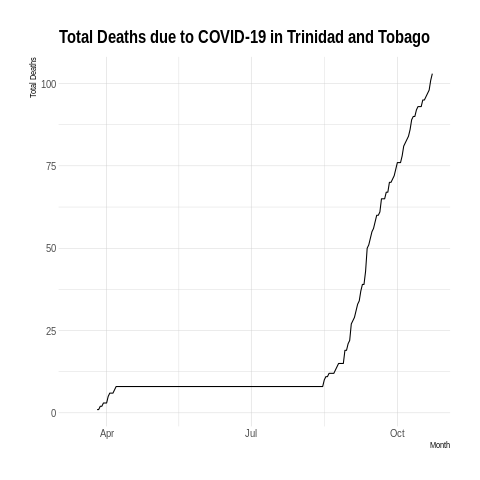 Total Deaths due to COVID-19 in Trinidad and Tobago
Total Deaths
100
75
50
25
0
Apr Jul Oct
Month